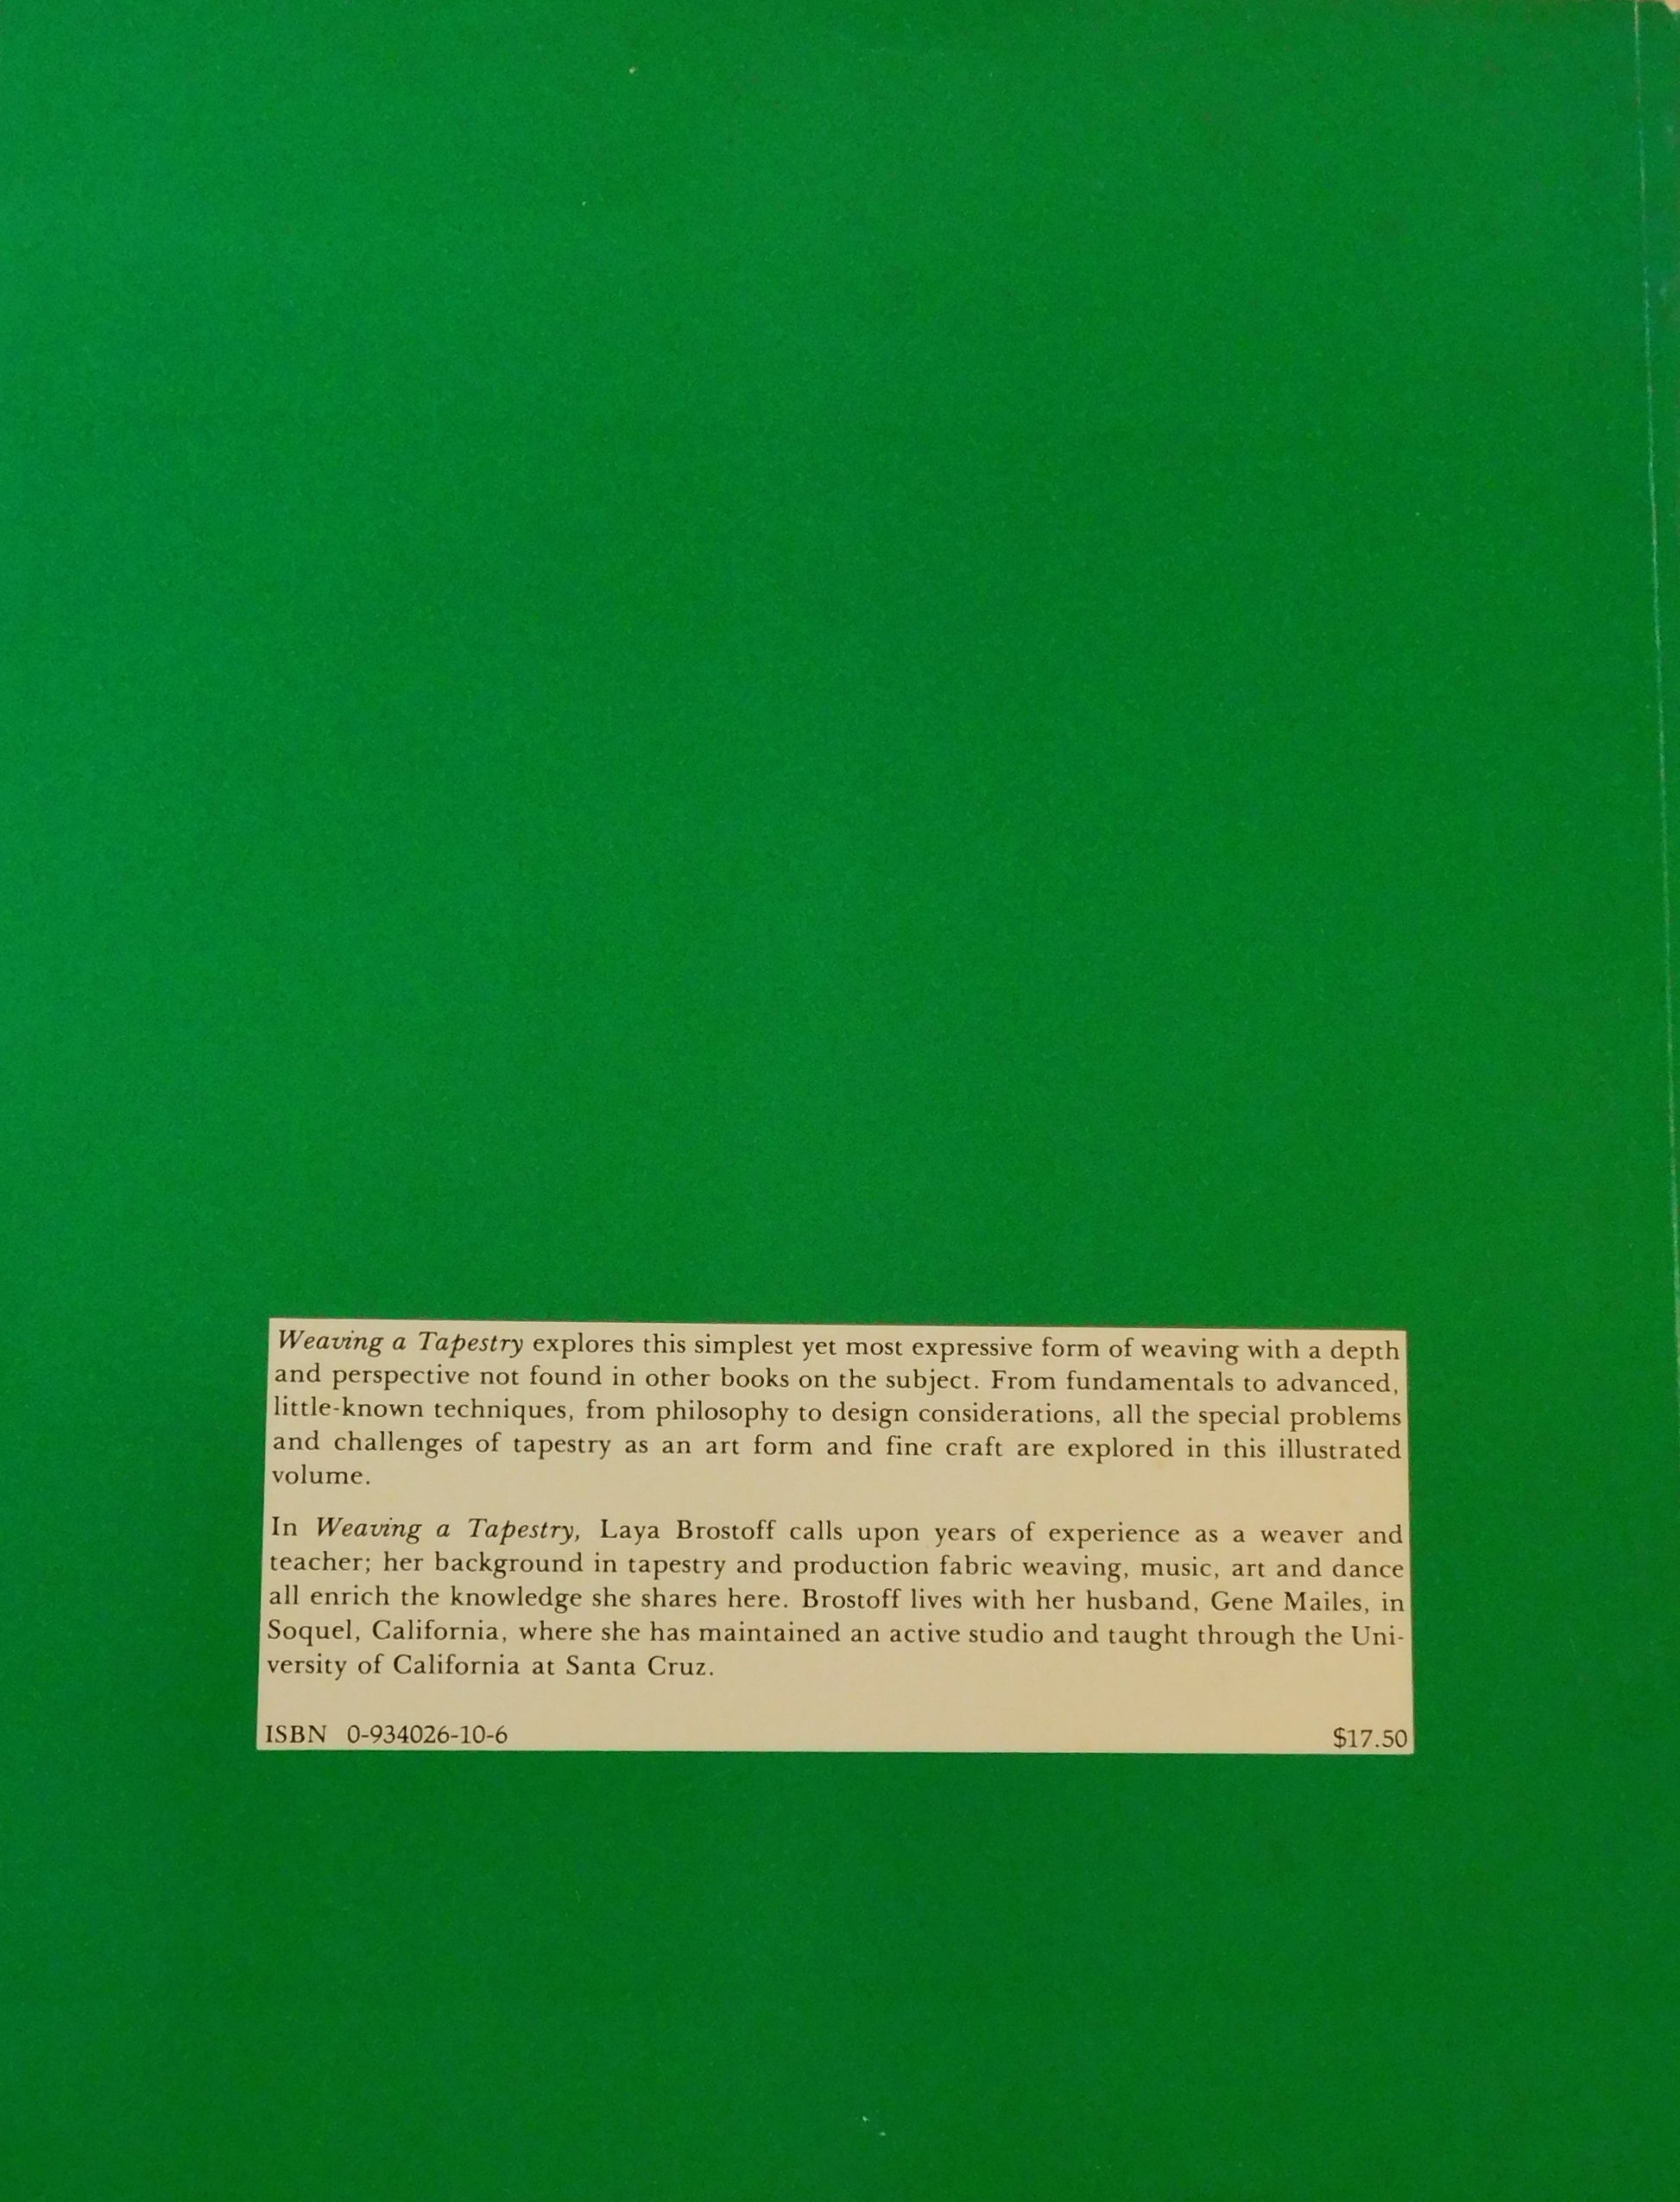 Weaving a Tapestry explores this simplest yet most expressive form of weaving with a depth
and perspective not found in other books on the subject. From fundamentals to advanced,
little-known techniques, from philosophy to design considerations, all the special problems
and challenges of tapestry as an art form and fine craft are explored in this illustrated
volume.
In Weaving a Tapestry, Laya Brostoff calls upon years of experience as a weaver and
teacher; her background in tapestry and production fabric weaving, music, art and dance
all enrich the knowledge she shares here. Brostoff lives with her husband, Gene Mailes, in
Soquel, California, where she has maintained an active studio and taught through the Uni-
versity of California at Santa Cruz.
ISBN 0-934026-10-6 $17.50